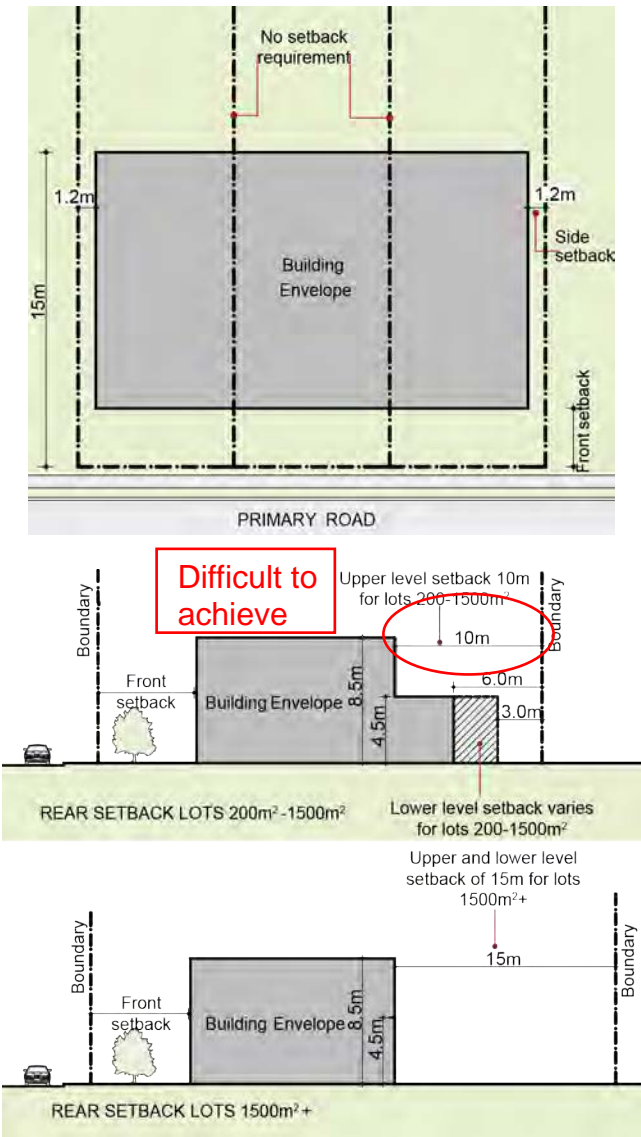 No setback
requirement
1.2m
1.2m
Side
setback
Building
Envelope
15m
Front setback
PRIMARY ROAD
Difficult to
achieve
Upper level setback 10m
for lots 200-1500m²
Boundary
Boundary
10m
Front
setback
Building Envelope
8.5m
4.5m
6.0m
3.0m
REAR SETBACK LOTS 200m² -1500m²
Lower level setback varies
for lots 200-1500m²
Upper and lower level
setback of 15m for lots
1500m²+
Boundary
Boundary
15m
Front
setback
Building Envelope
8.5m
4.5m
REAR SETBACK LOTS 1500m² +